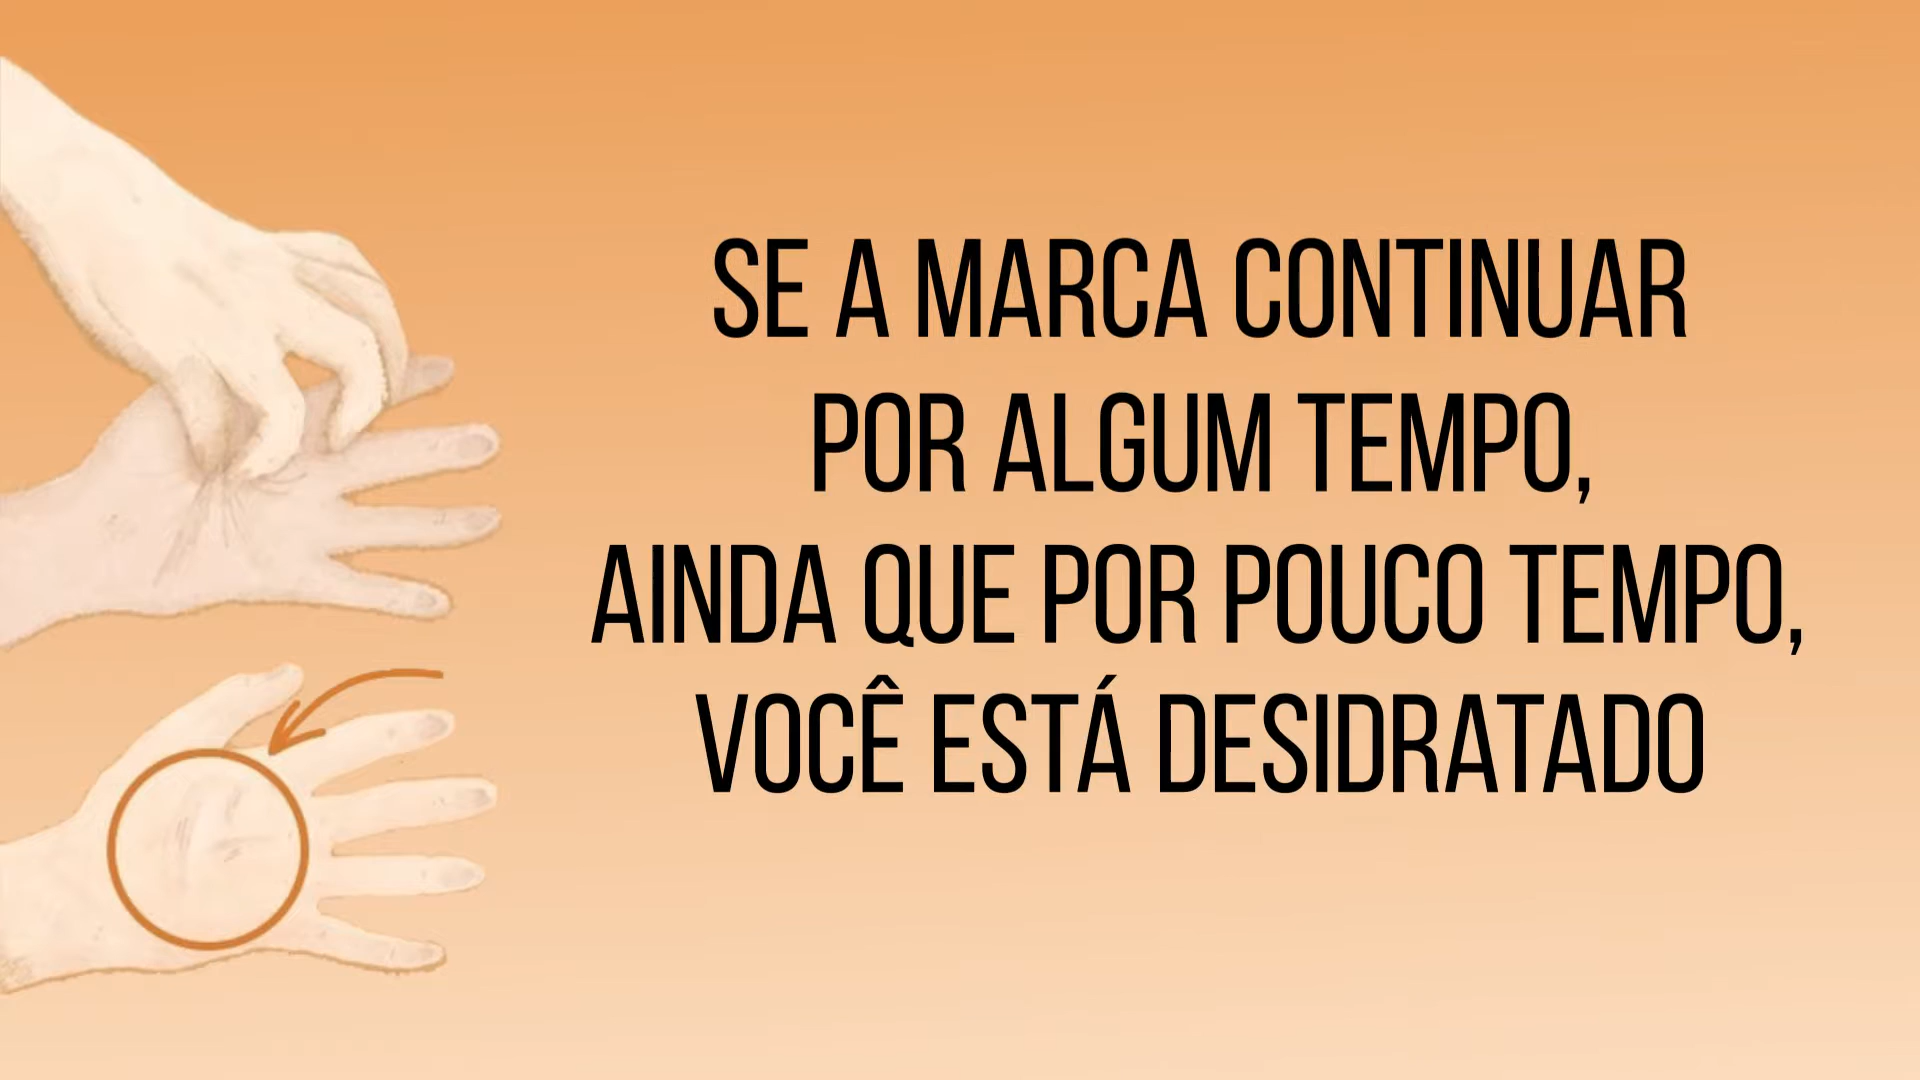 SE A MARCA CONTINUAR
POR ALGUM TEMPO,
AINDA QUE POR POUCO TEMPO,
VOCÊ ESTÁ DESIDRATADO